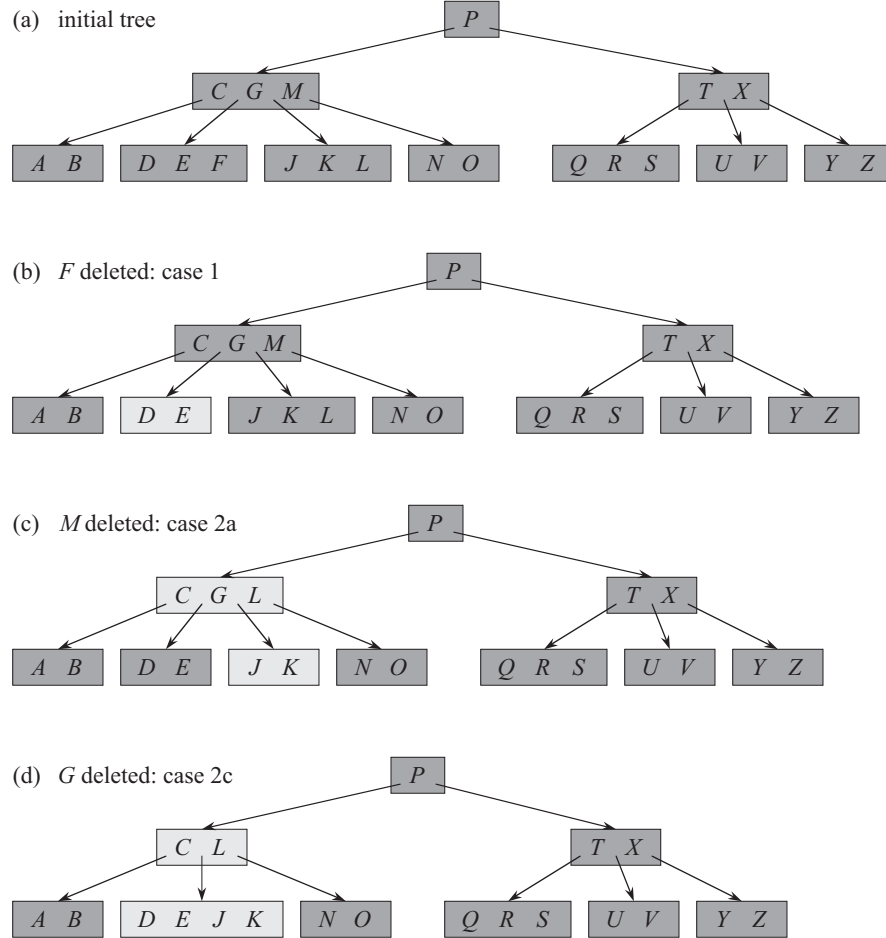 (a) initial tree
P
C G M
T X
A B
D E F
J K L
N O
Q R S
U V
Y Z
(b) F deleted: case 1
P
C G M
T X
A B
D E
J K L
N O
Q R S
U V
Y Z
(c) M deleted: case 2a
P
C G L
T X
A B
D E
J K
N O
Q R S
U V
Y Z
(d) G deleted: case 2c
P
C L
T X
A B
D E J K
N O
Q R S
U V
Y Z